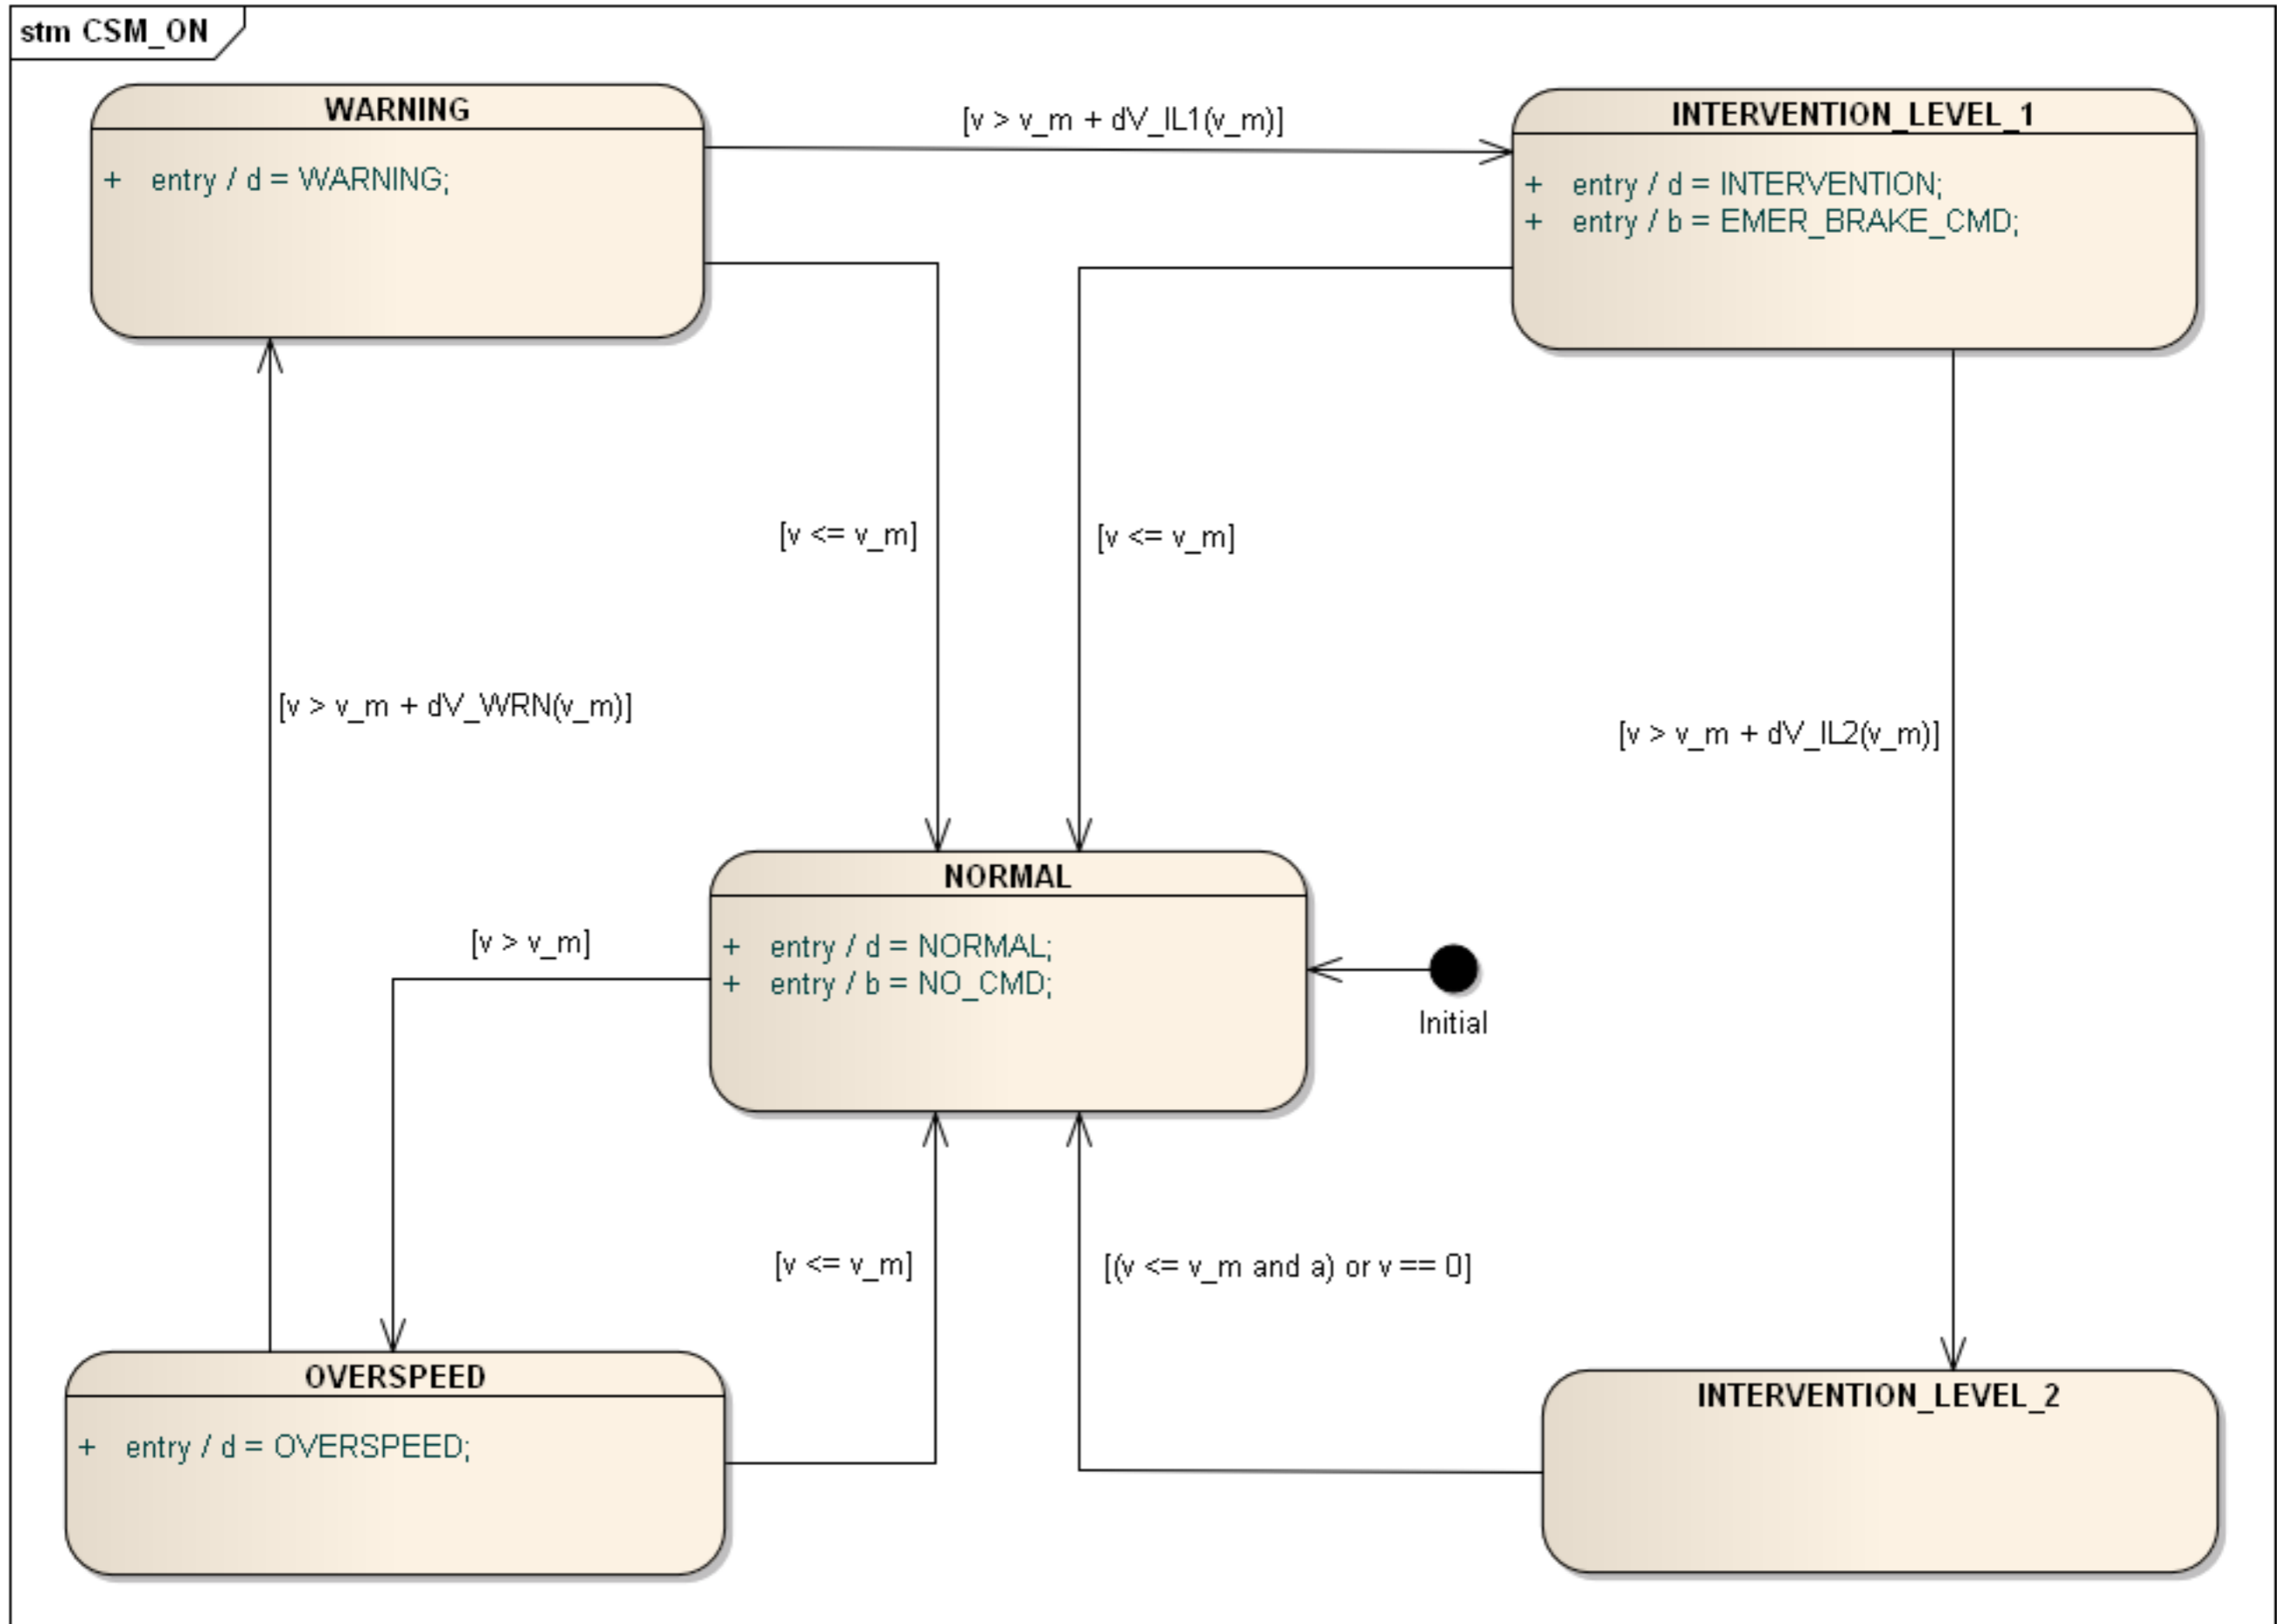 stm CSM_ON
WARNING
+ entry / d = WARNING;
[v > v_m + dV_IL1(v_m)]
INTERVENTION_LEVEL_1
+ entry / d = INTERVENTION;
+ entry / b = EMER_BRAKE_CMD;
[v <= v_m]
[v <= v_m]
[v > v_m + dV_WRN(v_m)]
[v > v_m + dV_IL2(v_m)]
NORMAL
+ entry / d = NORMAL;
+ entry / b = NO_CMD;
[v > v_m]
Initial
[v <= v_m]
[(v <= v_m and a) or v == 0]
OVERSPEED
+ entry / d = OVERSPEED;
INTERVENTION_LEVEL_2